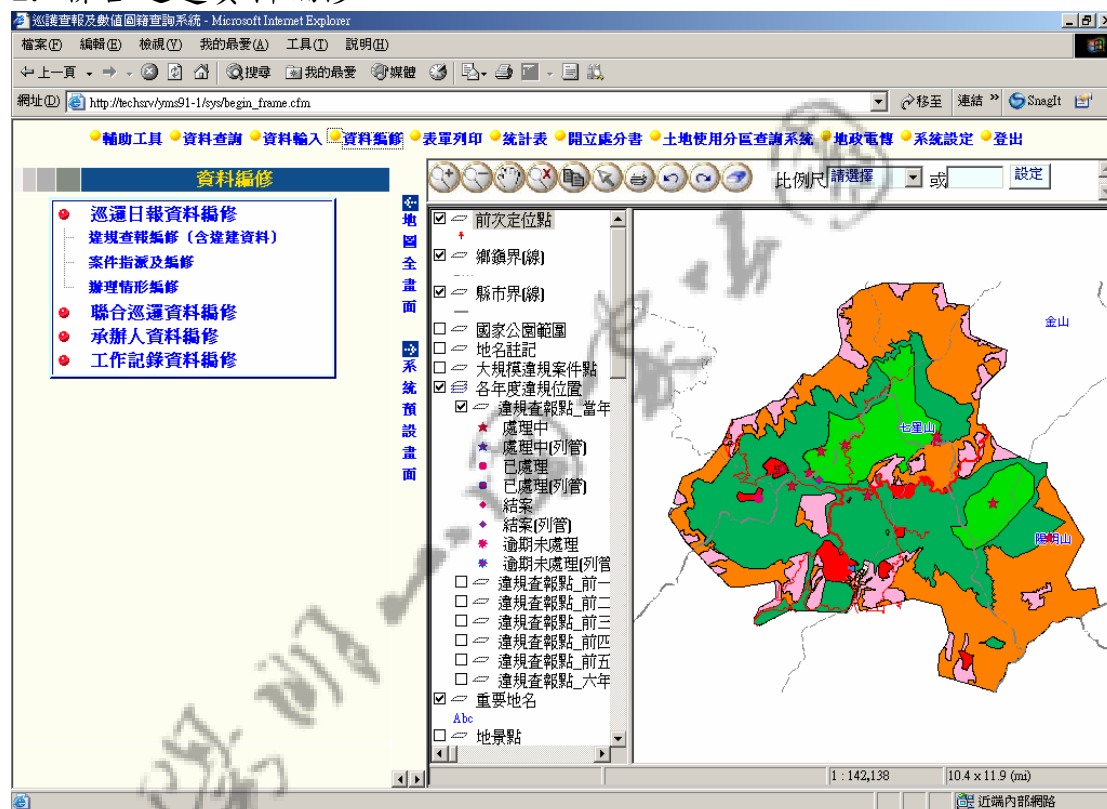 巡護查報及數值圖籍查詢系統 - Microsoft Internet Explorer
檔案(F) 編輯(E) 檢視(V) 我的最愛(A) 工具(T) 說明(H)
上一頁 搜尋 我的最愛 媒體
網址(D) http://techsrv/yms91-1/sys/begin_frame.cfm 移至 連結 » SnagIt
輔助工具 資料查詢 資料輸入 資料編修 表單列印 統計表 開立處分書 土地使用分區查詢系統 地政電傳 系統設定 登出
資料編修
巡邏日報資料編修
違規查報編修（含違建資料）
案件指派及編修
辦理情形編修
聯合巡邏資料編修
承辦人資料編修
工作記錄資料編修
地圖全畫面
系統預設畫面
比例尺 請選擇 或 設定
前次定位點
鄉鎮界(線)
縣市界(線)
國家公園範圍
地名註記
大規模違規案件點
各年度違規位置
違規查報點_當年
處理中
處理中(列管)
已處理
已處理(列管)
結案
結案(列管)
逾期未處理
逾期未處理(列管
違規查報點_前一
違規查報點_前二
違規查報點_前三
違規查報點_前四
違規查報點_前五
違規查報點_六年
重要地名
Abc
地景點
金山
七星山
陽明山
1 : 142,138 10.4 x 11.9 (mi)
近端內部網路